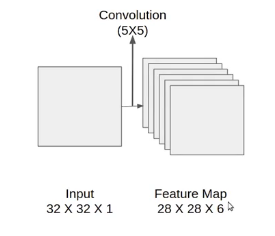 Convolution
(5X5)
Input
32 X 32 X 1
Feature Map
28 X 28 X 6